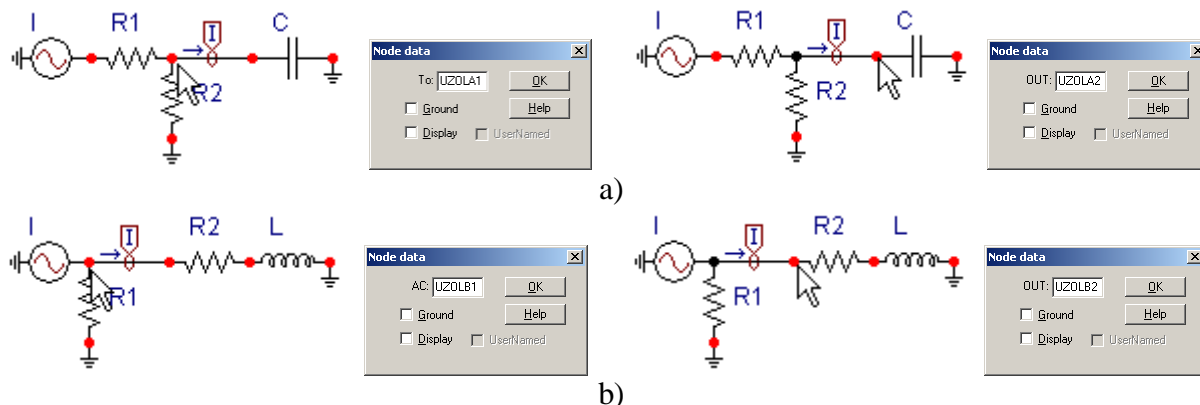 I R1 I C
R2
Node data
To: UZOLA1 OK
Ground Help
Display UserNamed
I R1 I C
R2
Node data
OUT: UZOLA2 OK
Ground Help
Display UserNamed
a)
I I R2 L
R1
Node data
AC: UZOLB1 OK
Ground Help
Display UserNamed
I I R2 L
R1
Node data
OUT: UZOLB2 OK
Ground Help
Display UserNamed
b)